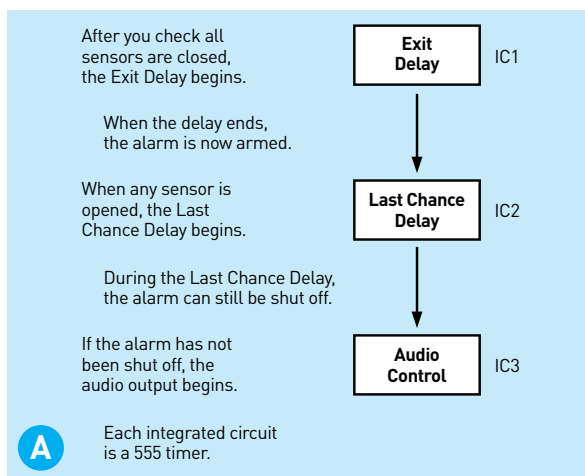 After you check all
sensors are closed,
the Exit Delay begins.
Exit
Delay
IC1
When the delay ends,
the alarm is now armed.
When any sensor is
opened, the Last
Chance Delay begins.
Last Chance
Delay
IC2
During the Last Chance Delay,
the alarm can still be shut off.
If the alarm has not
been shut off, the
audio output begins.
Audio
Control
IC3
A
Each integrated circuit
is a 555 timer.